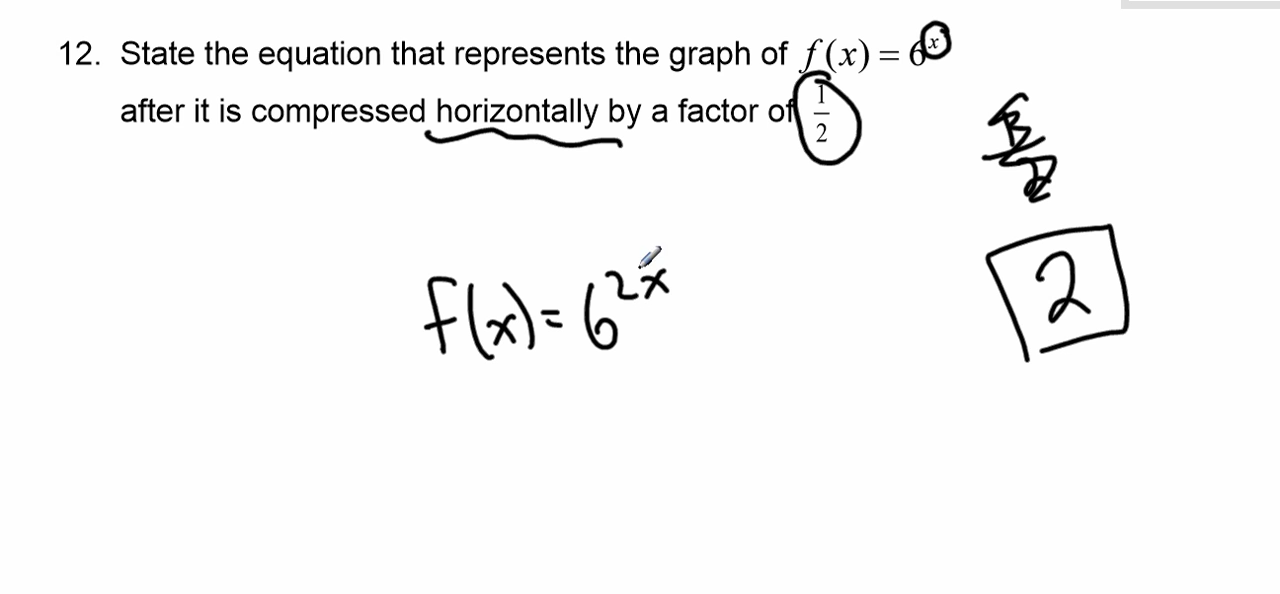 12. State the equation that represents the graph of f(x) = 6^x
after it is compressed horizontally by a factor of 1/2
f(x) = 6^2x
2